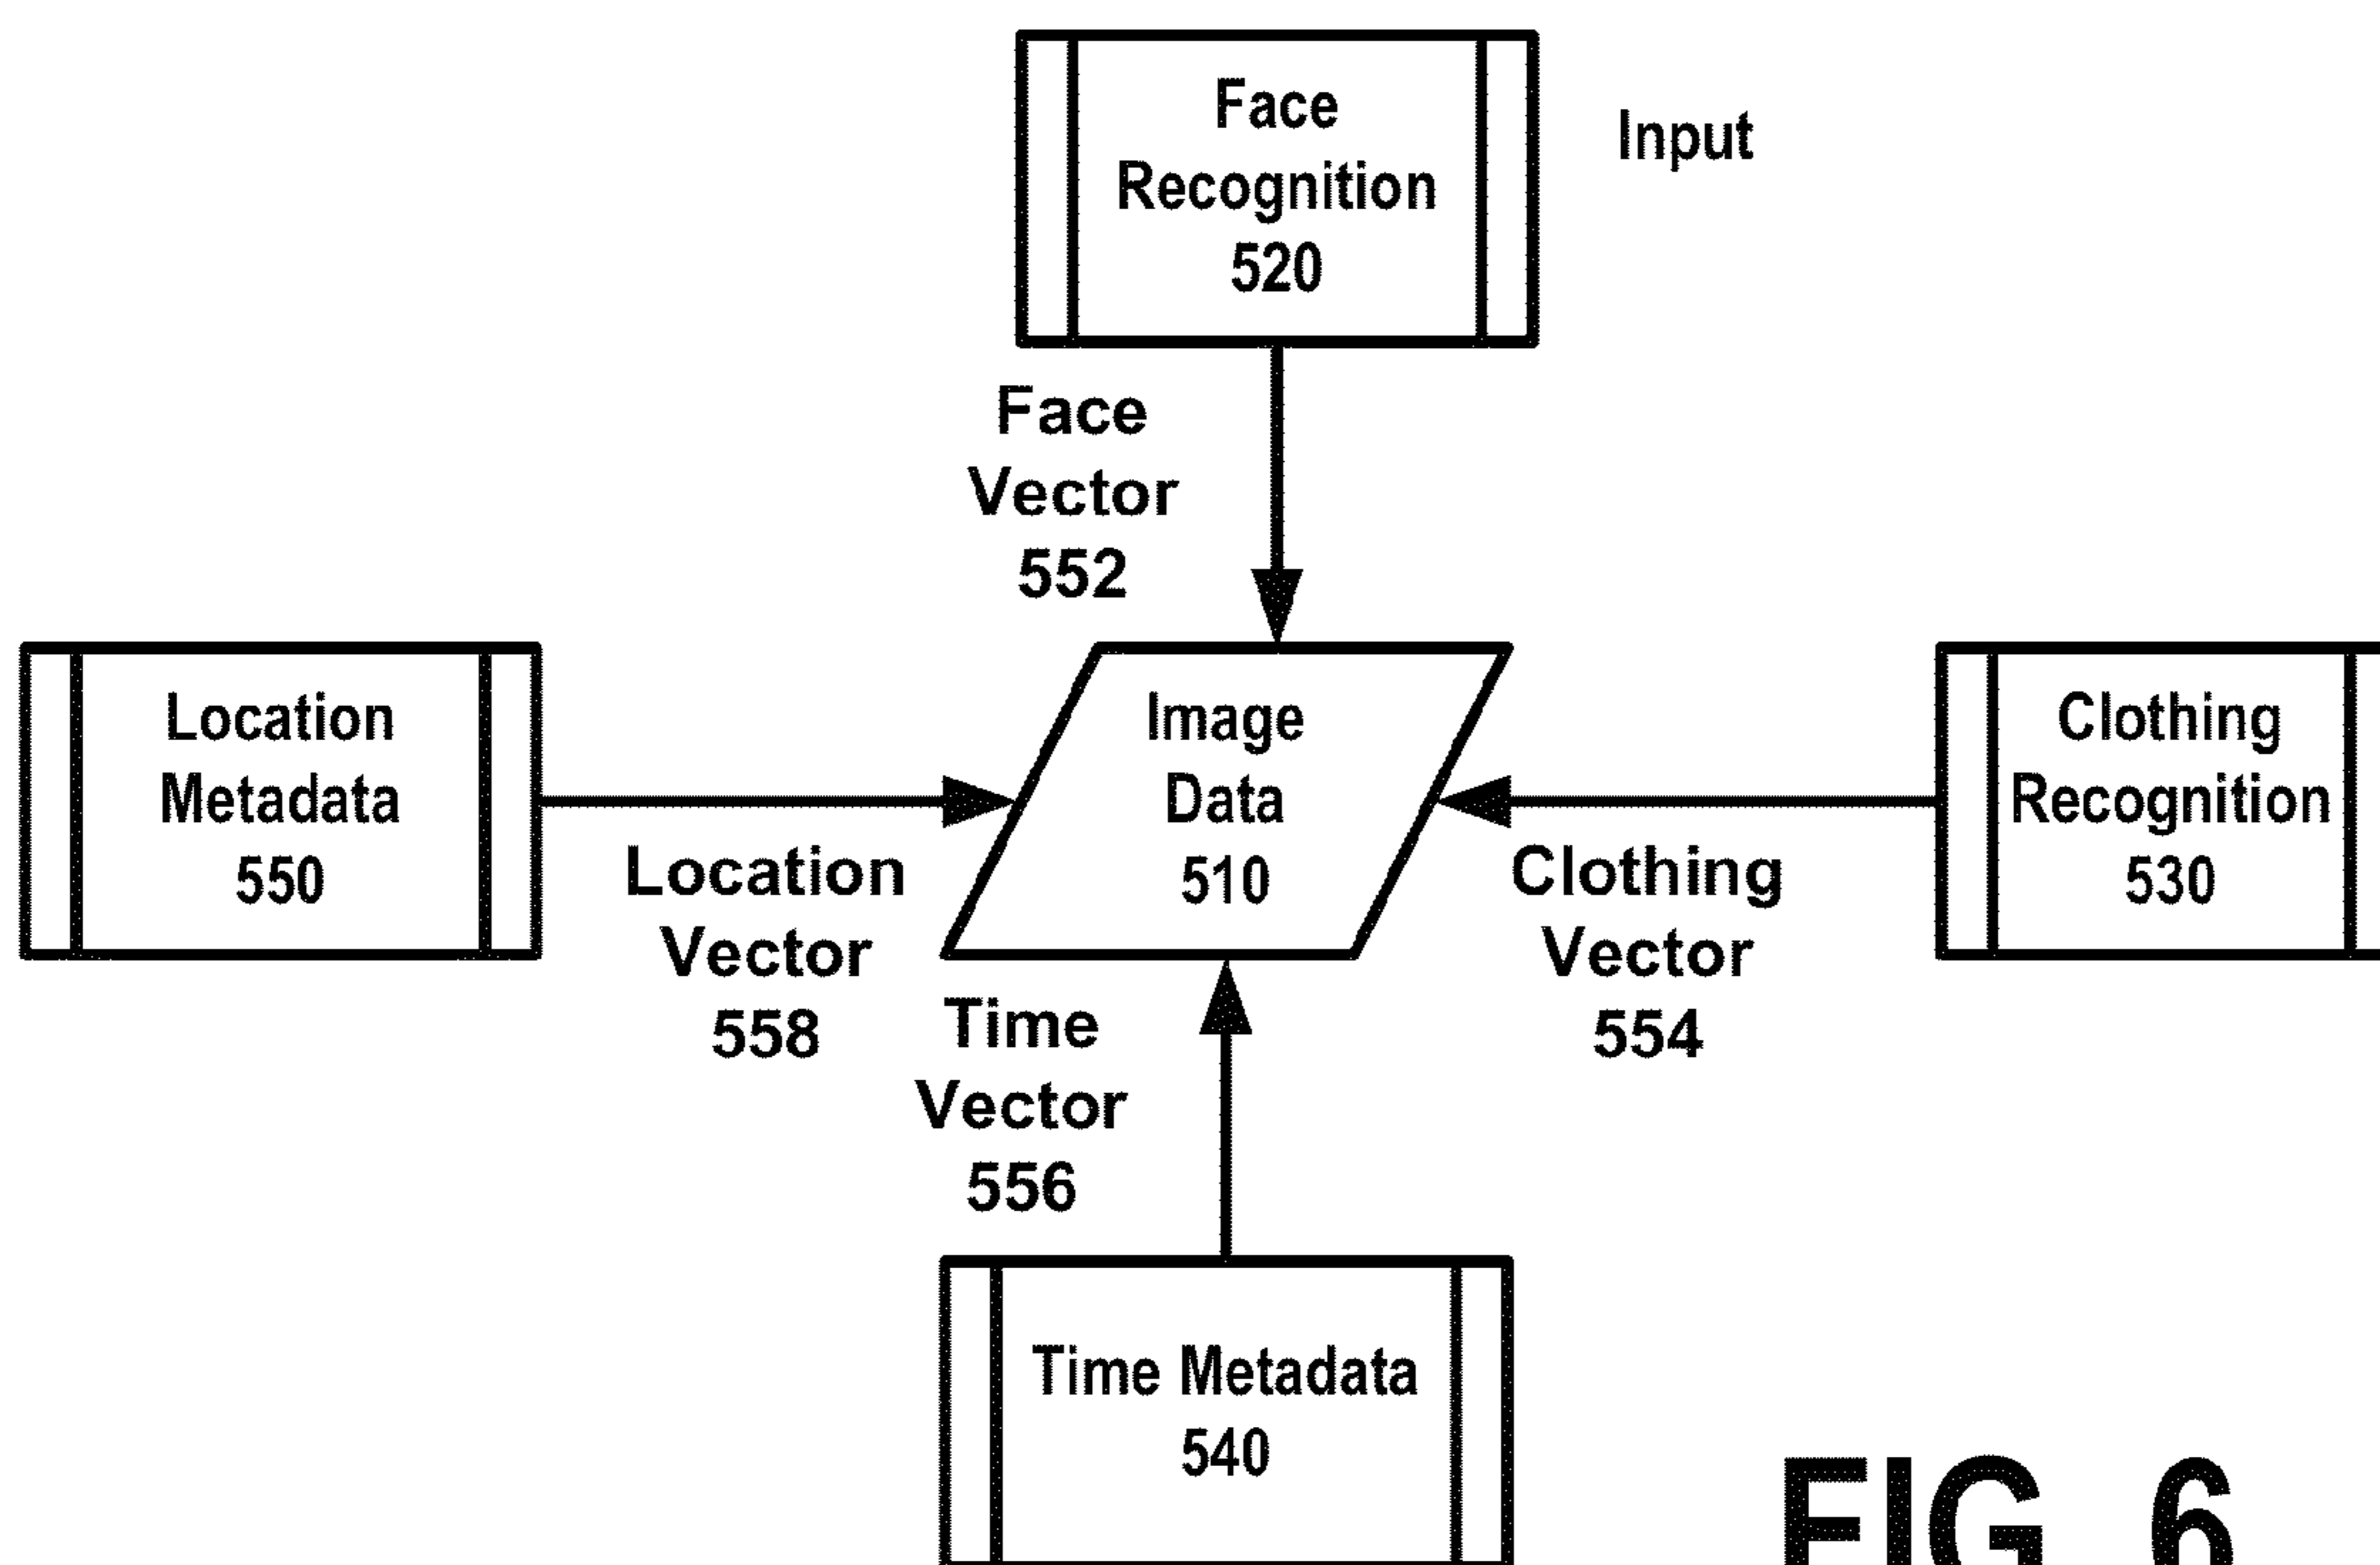 Face
Recognition
520
Input
Face
Vector
552
Location
Metadata
550
Image
Data
510
Clothing
Recognition
530
Location
Vector
558
Clothing
Vector
554
Time
Vector
556
Time Metadata
540
FIG. 6